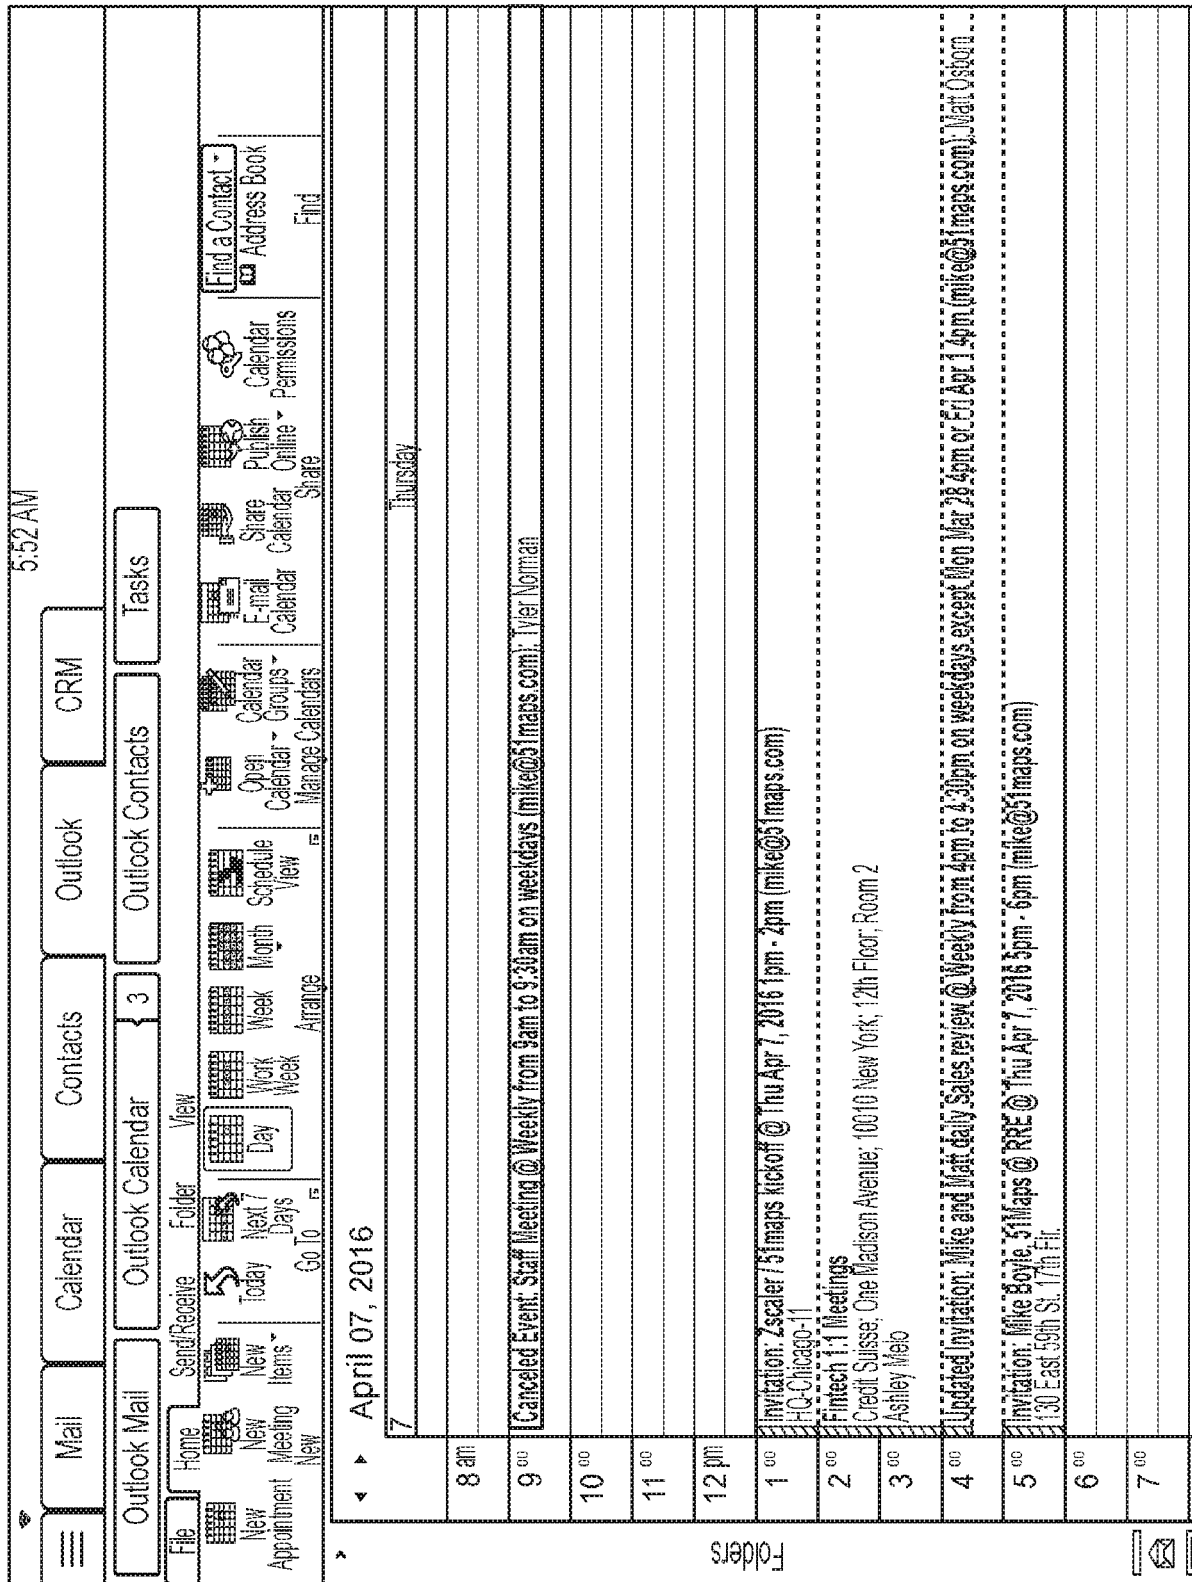 5:52 AM
Mail
Calendar
Contacts
Outlook
CRM
Outlook Mail
Outlook Calendar
3
Outlook Contacts
Tasks
File
Home
Send/Receive
Folder
View
New
Appointment
New
Meeting
New
Items
New
Today
Next 7
Days
Go To
Day
Work
Week
Week
Month
Schedule
View
Arrange
Open
Calendar
Calendar
Groups
Manage Calendars
E-mail
Calendar
Share
Calendar
Publish
Online
Calendar
Permissions
Share
Find a Contact
Address Book
Find
April 07, 2016
7
Thursday
Folders
8 am
9 00
Canceled Event: Staff Meeting @ Weekly from 9am to 9:30am on weekdays (mike@51maps.com): Tyler Norman
10 00
11 00
12 pm
1 00
Invitation: Zscaler / 51maps kickoff @ Thu Apr 7, 2016 1pm - 2pm (mike@51maps.com)
HQ-Chicago-11
2 00
Fintech 1:1 Meetings
Credit Suisse; One Madison Avenue; 10010 New York; 12th Floor; Room 2
3 00
Ashley Melo
4 00
Updated Invitation: Mike and Matt daily Sales review @ Weekly from 4pm to 4:30pm on weekdays except Mon Mar 28 4pm or Fri Apr 1 4pm (mike@51maps.com): Matt Osborn ...
5 00
Invitation: Mike Boyle, 51Maps @ RRE @ Thu Apr 7, 2016 5pm - 6pm (mike@51maps.com)
130 East 59th St. 17th Flr.
6 00
7 00